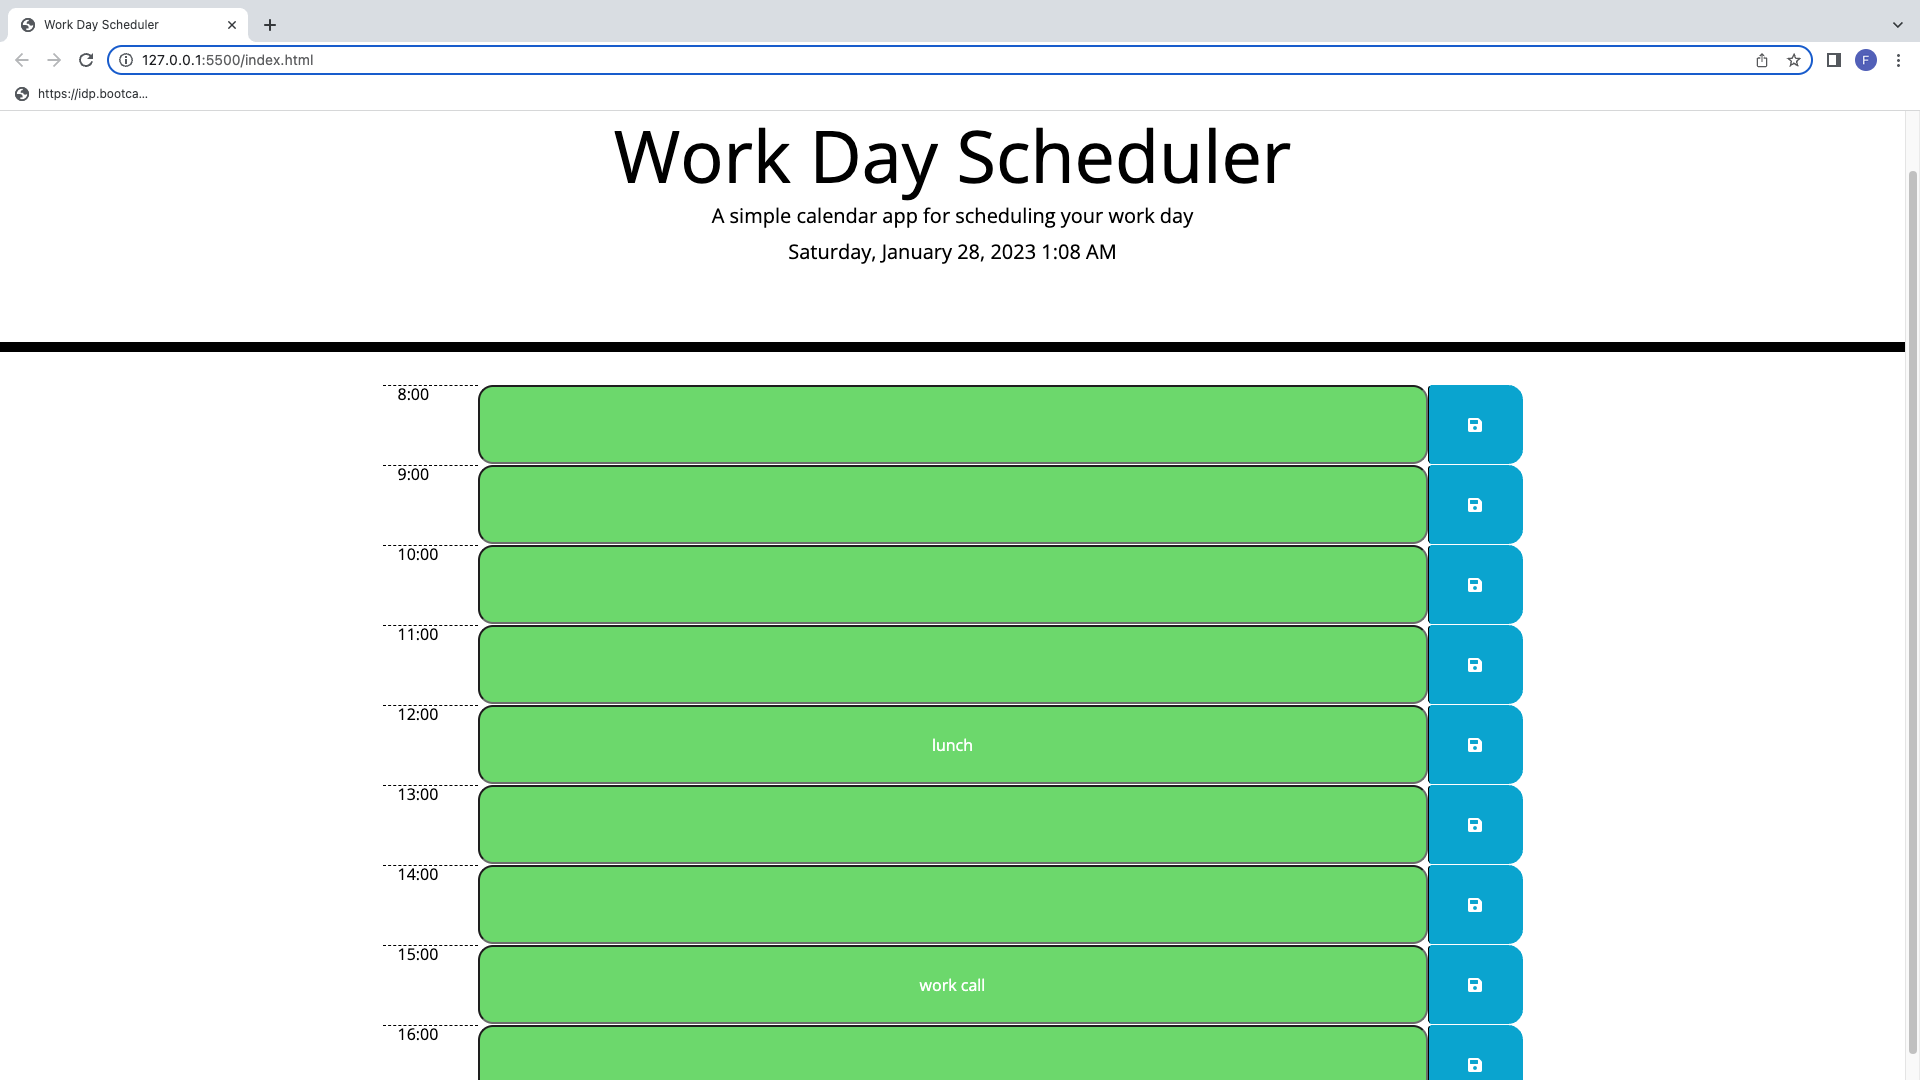 Work Day Scheduler
127.0.0.1:5500/index.html
F
https://idp.bootca...
Work Day Scheduler
A simple calendar app for scheduling your work day
Saturday, January 28, 2023 1:08 AM
8:00
9:00
10:00
11:00
12:00 lunch
13:00
14:00
15:00 work call
16:00